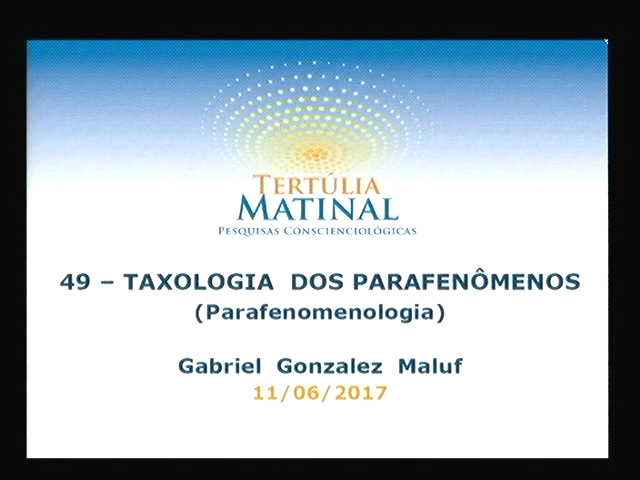 TERTÚLIA
MATINAL
PESQUISAS CONSCIENCIOLÓGICAS
49 – TAXOLOGIA DOS PARAFENÔMENOS
(Parafenomenologia)
Gabriel Gonzalez Maluf
11/06/2017